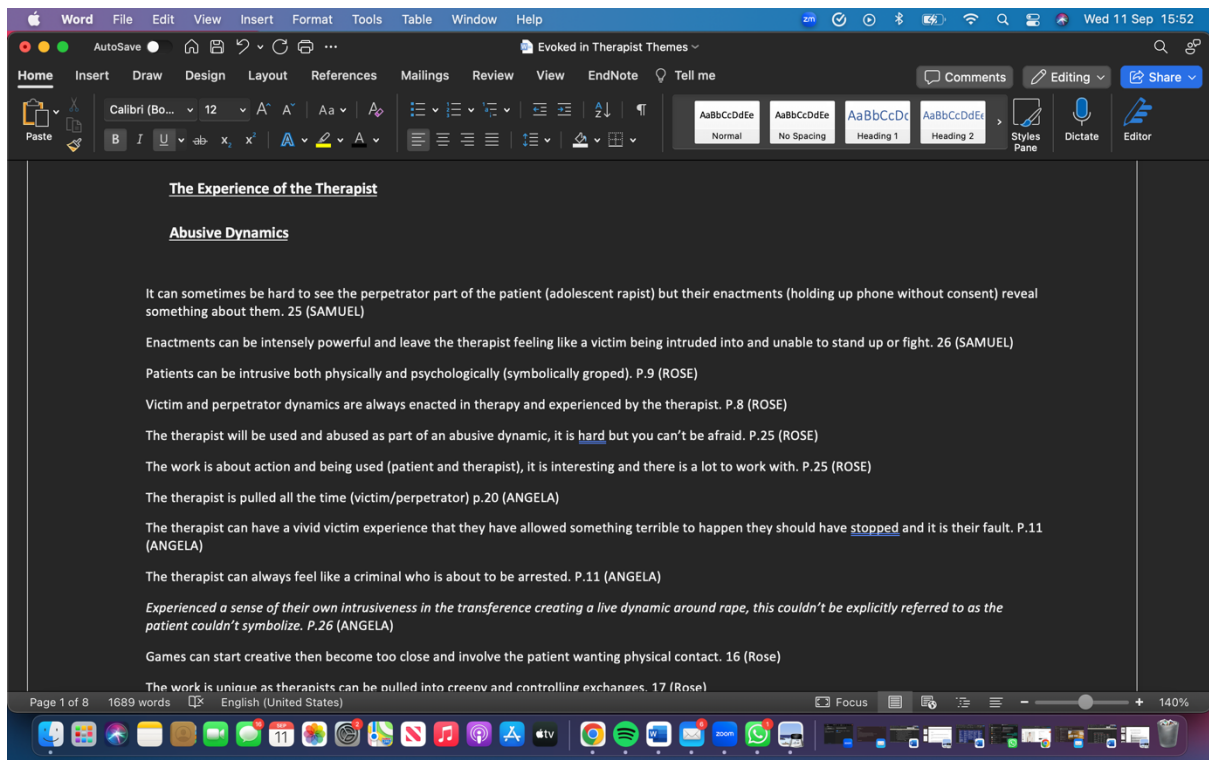 Word File Edit View Insert Format Tools Table Window Help zm Wed 11 Sep 15:52
AutoSave Evoked in Therapist Themes
Home Insert Draw Design Layout References Mailings Review View EndNote Tell me Comments Editing Share
Paste
Calibri (Bo... 12 A A Aa A
B I U ab x₂ x² A A
AaBbCcDdEe AaBbCcDdEe AaBbCcDc AaBbCcDdEe
Normal No Spacing Heading 1 Heading 2
Styles Pane Dictate Editor
The Experience of the Therapist
Abusive Dynamics
It can sometimes be hard to see the perpetrator part of the patient (adolescent rapist) but their enactments (holding up phone without consent) reveal
something about them. 25 (SAMUEL)
Enactments can be intensely powerful and leave the therapist feeling like a victim being intruded into and unable to stand up or fight. 26 (SAMUEL)
Patients can be intrusive both physically and psychologically (symbolically groped). P.9 (ROSE)
Victim and perpetrator dynamics are always enacted in therapy and experienced by the therapist. P.8 (ROSE)
The therapist will be used and abused as part of an abusive dynamic, it is hard but you can't be afraid. P.25 (ROSE)
The work is about action and being used (patient and therapist), it is interesting and there is a lot to work with. P.25 (ROSE)
The therapist is pulled all the time (victim/perpetrator) p.20 (ANGELA)
The therapist can have a vivid victim experience that they have allowed something terrible to happen they should have stopped and it is their fault. P.11
(ANGELA)
The therapist can always feel like a criminal who is about to be arrested. P.11 (ANGELA)
Experienced a sense of their own intrusiveness in the transference creating a live dynamic around rape, this couldn't be explicitly referred to as the
patient couldn't symbolize. P.26 (ANGELA)
Games can start creative then become too close and involve the patient wanting physical contact. 16 (Rose)
The work is unique as therapists can be pulled into creepy and controlling exchanges. 17 (Rose)
Page 1 of 8 1689 words English (United States) Focus 140%
SEP 11 tv zoom